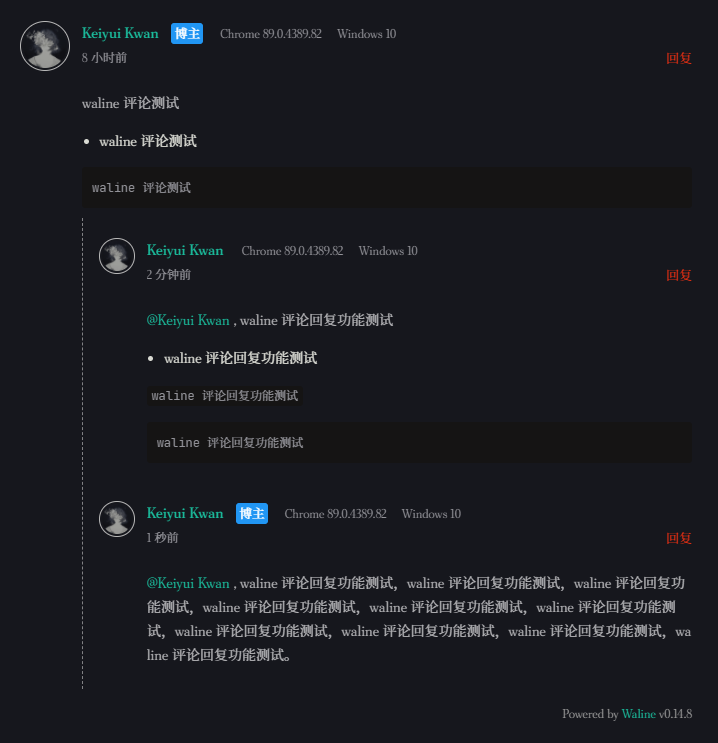 Keiyui Kwan 博主 Chrome 89.0.4389.82 Windows 10
8 小时前 回复
waline 评论测试
• waline 评论测试
waline 评论测试
Keiyui Kwan Chrome 89.0.4389.82 Windows 10
2 分钟前 回复
@Keiyui Kwan , waline 评论回复功能测试
• waline 评论回复功能测试
waline 评论回复功能测试
waline 评论回复功能测试
Keiyui Kwan 博主 Chrome 89.0.4389.82 Windows 10
1 秒前 回复
@Keiyui Kwan , waline 评论回复功能测试，waline 评论回复功能测试，waline 评论回复功
能测试，waline 评论回复功能测试，waline 评论回复功能测试，waline 评论回复功能测
试，waline 评论回复功能测试，waline 评论回复功能测试，waline 评论回复功能测试，wa
line 评论回复功能测试。
Powered by Waline v0.14.8